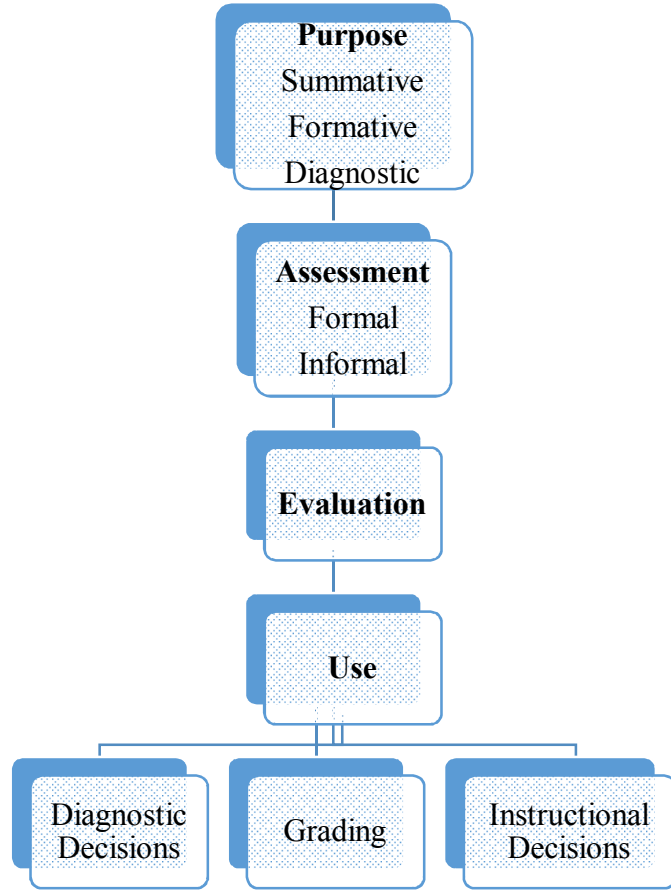 Purpose
Summative
Formative
Diagnostic
Assessment
Formal
Informal
Evaluation
Use
Diagnostic
Decisions
Grading
Instructional
Decisions